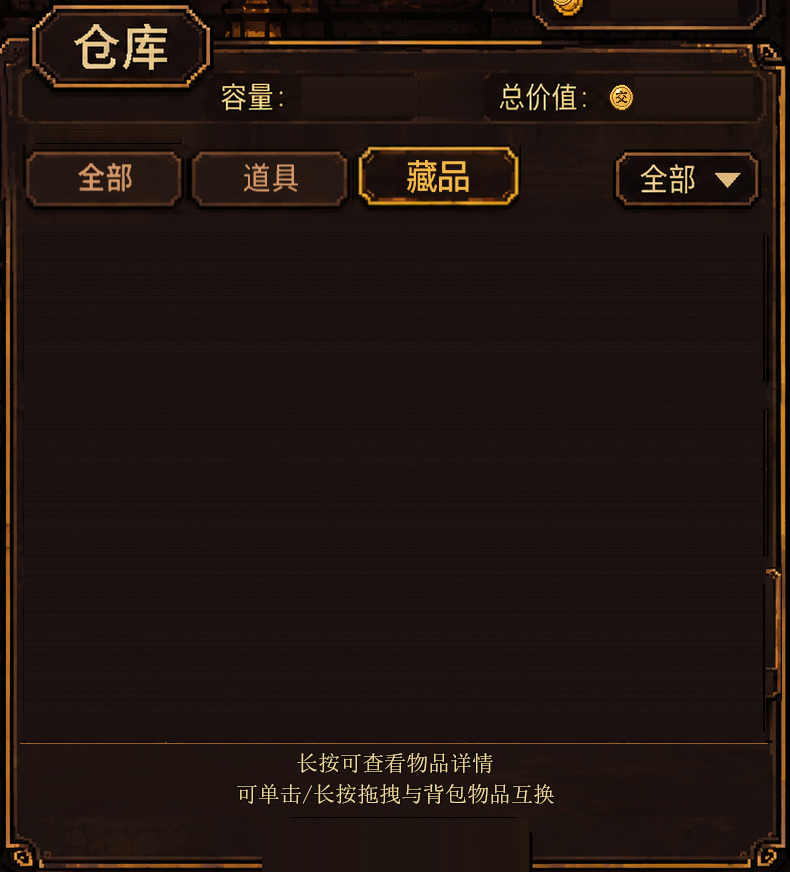 仓库
容量：
总价值： 交
全部
道具
藏品
全部
长按可查看物品详情
可单击/长按拖拽与背包物品互换